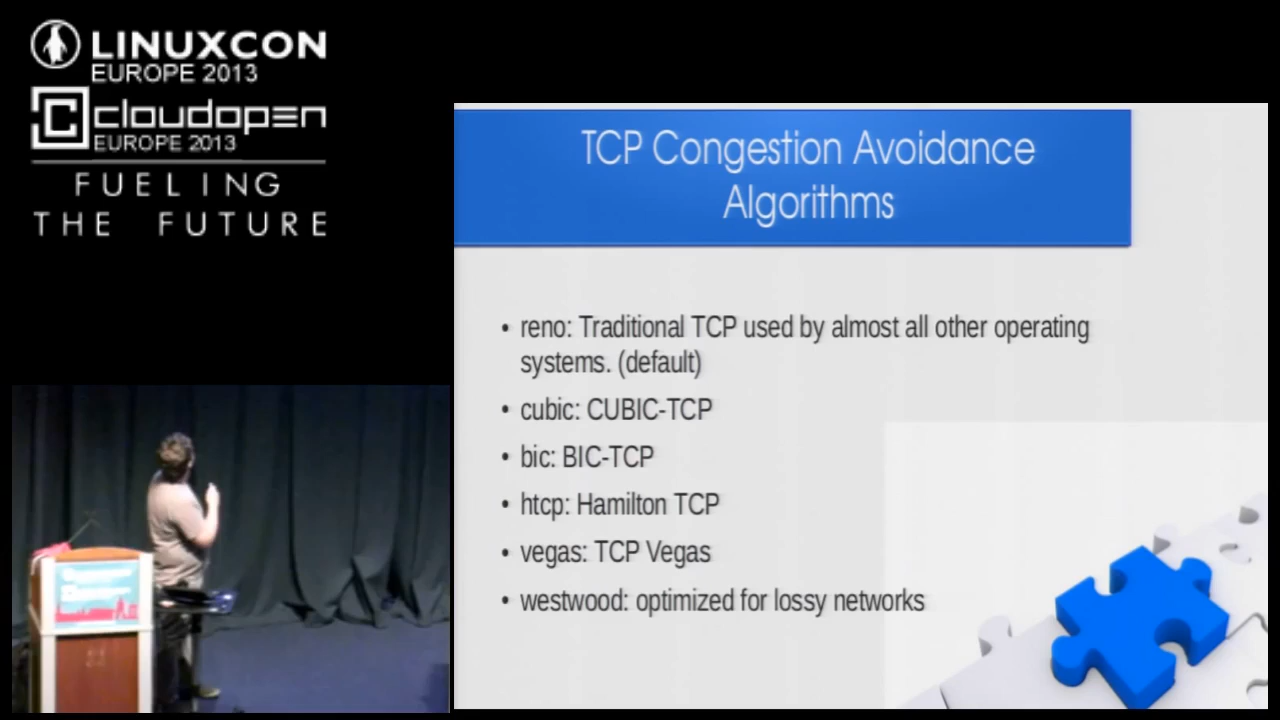 LINUXCON
EUROPE 2013
cloudopen
EUROPE 2013
FUELING
THE FUTURE
TCP Congestion Avoidance
Algorithms
• reno: Traditional TCP used by almost all other operating
systems. (default)
• cubic: CUBIC-TCP
• bic: BIC-TCP
• htcp: Hamilton TCP
• vegas: TCP Vegas
• westwood: optimized for lossy networks